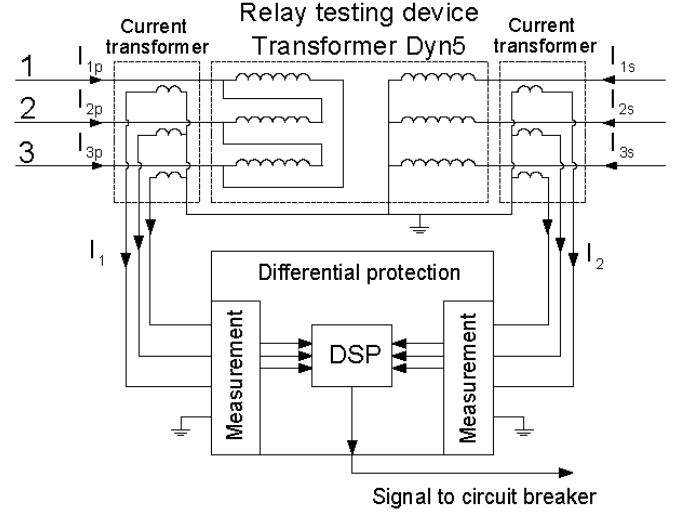 Relay testing device
Transformer Dyn5
Current
transformer
Current
transformer
1 I1p I1s
2 I2p I2s
3 I3p I3s
I1 I2
Differential protection
Measurement
DSP
Measurement
Signal to circuit breaker